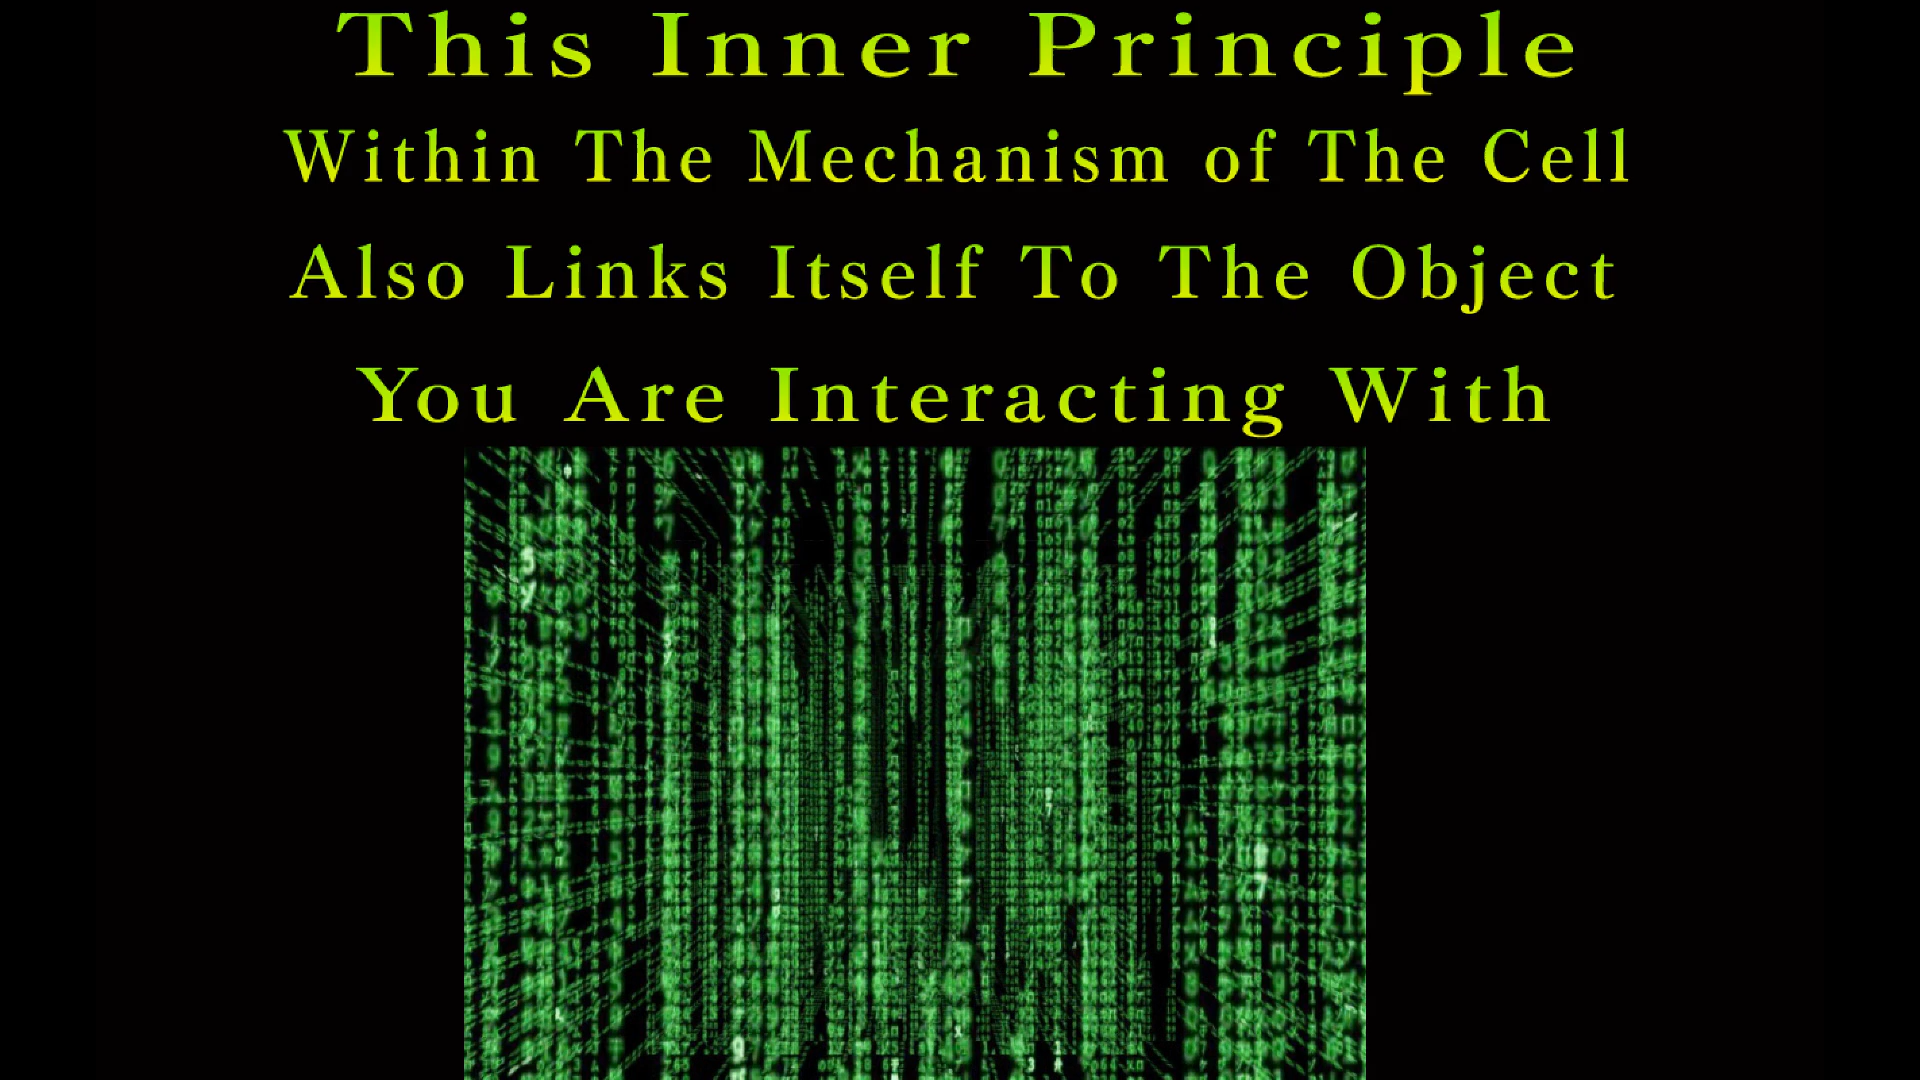 This Inner Principle
Within The Mechanism of The Cell
Also Links Itself To The Object
You Are Interacting With